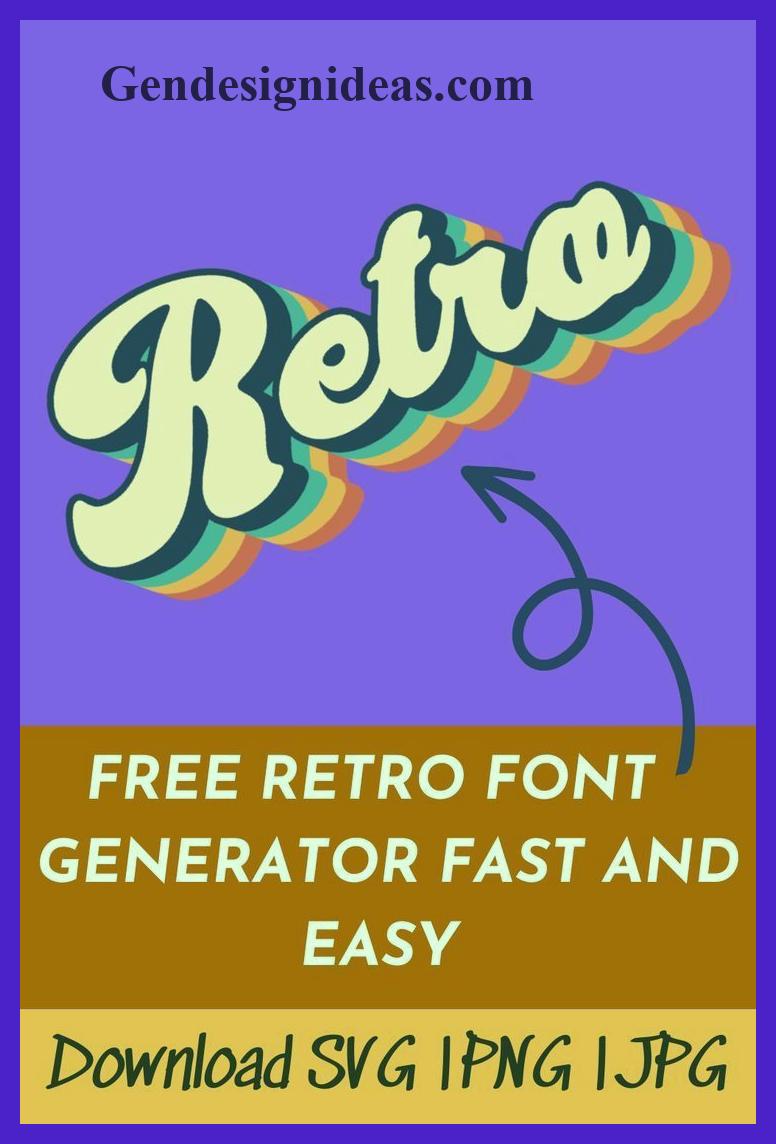 Gendesignideas.com
Retro
FREE RETRO FONT
GENERATOR FAST AND
EASY
Download SVG |PNG |JPG